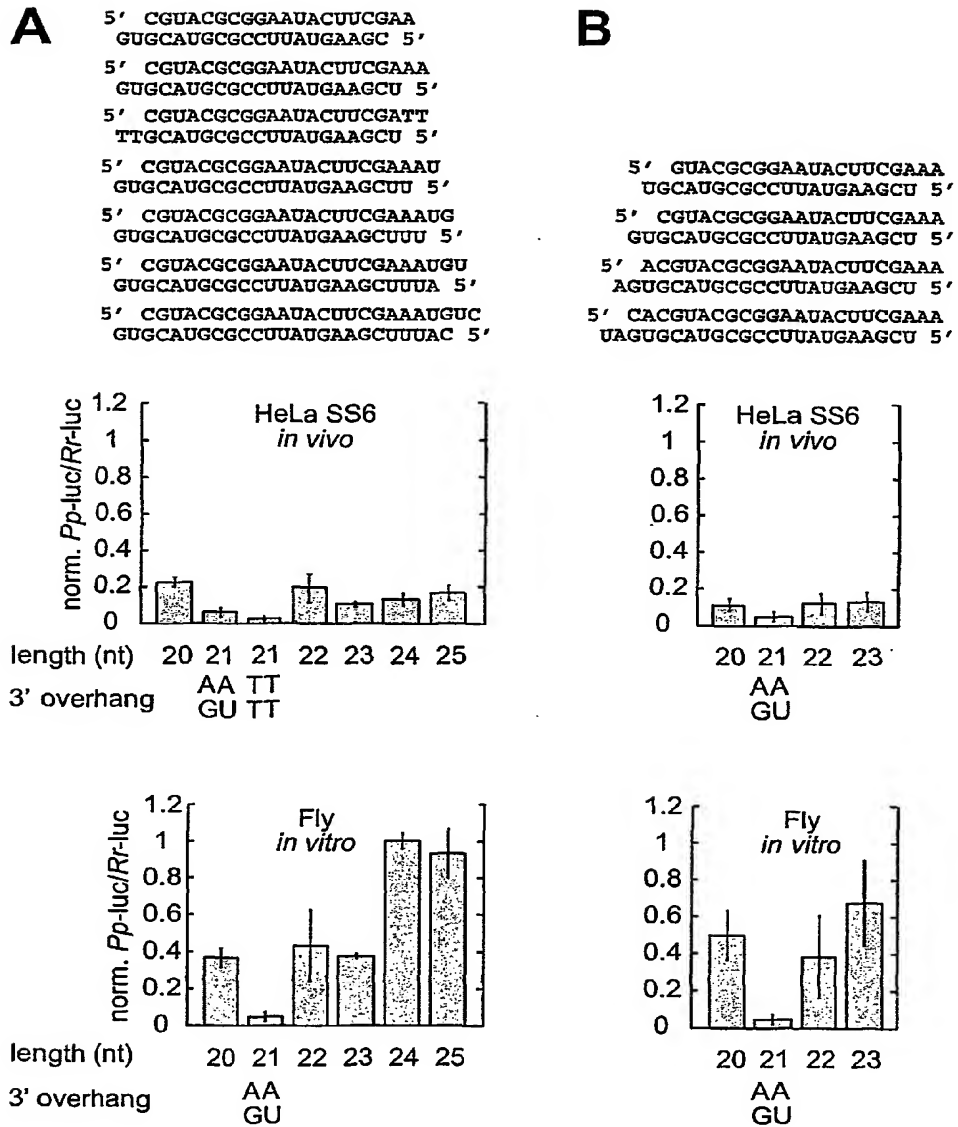 A
5' CGUACGCGGAAUACUUCGAA
GUGCAUGCGCCUUAUGAAGC 5'
5' CGUACGCGGAAUACUUCGAAA
GUGCAUGCGCCUUAUGAAGCU 5'
5' CGUACGCGGAAUACUUCGATT
TTGCAUGCGCCUUAUGAAGCU 5'
5' CGUACGCGGAAUACUUCGAAAU
GUGCAUGCGCCUUAUGAAGCUU 5'
5' CGUACGCGGAAUACUUCGAAAUG
GUGCAUGCGCCUUAUGAAGCUUU 5'
5' CGUACGCGGAAUACUUCGAAAUGU
GUGCAUGCGCCUUAUGAAGCUUUA 5'
5' CGUACGCGGAAUACUUCGAAAUGUC
GUGCAUGCGCCUUAUGAAGCUUUAC 5'
norm. Pp-luc/Rr-luc
1.2
1
0.8
0.6
0.4
0.2
0
HeLa SS6
in vivo
length (nt) 20 21 21 22 23 24 25
3' overhang AA TT
GU TT
norm. Pp-luc/Rr-luc
1.2
1
0.8
0.6
0.4
0.2
0
Fly
in vitro
length (nt) 20 21 22 23 24 25
3' overhang AA
GU
B
5' GUACGCGGAAUACUUCGAAA
UGCAUGCGCCUUAUGAAGCU 5'
5' CGUACGCGGAAUACUUCGAAA
GUGCAUGCGCCUUAUGAAGCU 5'
5' ACGUACGCGGAAUACUUCGAAA
AGUGCAUGCGCCUUAUGAAGCU 5'
5' CACGUACGCGGAAUACUUCGAAA
UAGUGCAUGCGCCUUAUGAAGCU 5'
1.2
1
0.8
0.6
0.4
0.2
0
HeLa SS6
in vivo
20 21 22 23
AA
GU
1.2
1
0.8
0.6
0.4
0.2
0
Fly
in vitro
20 21 22 23
AA
GU